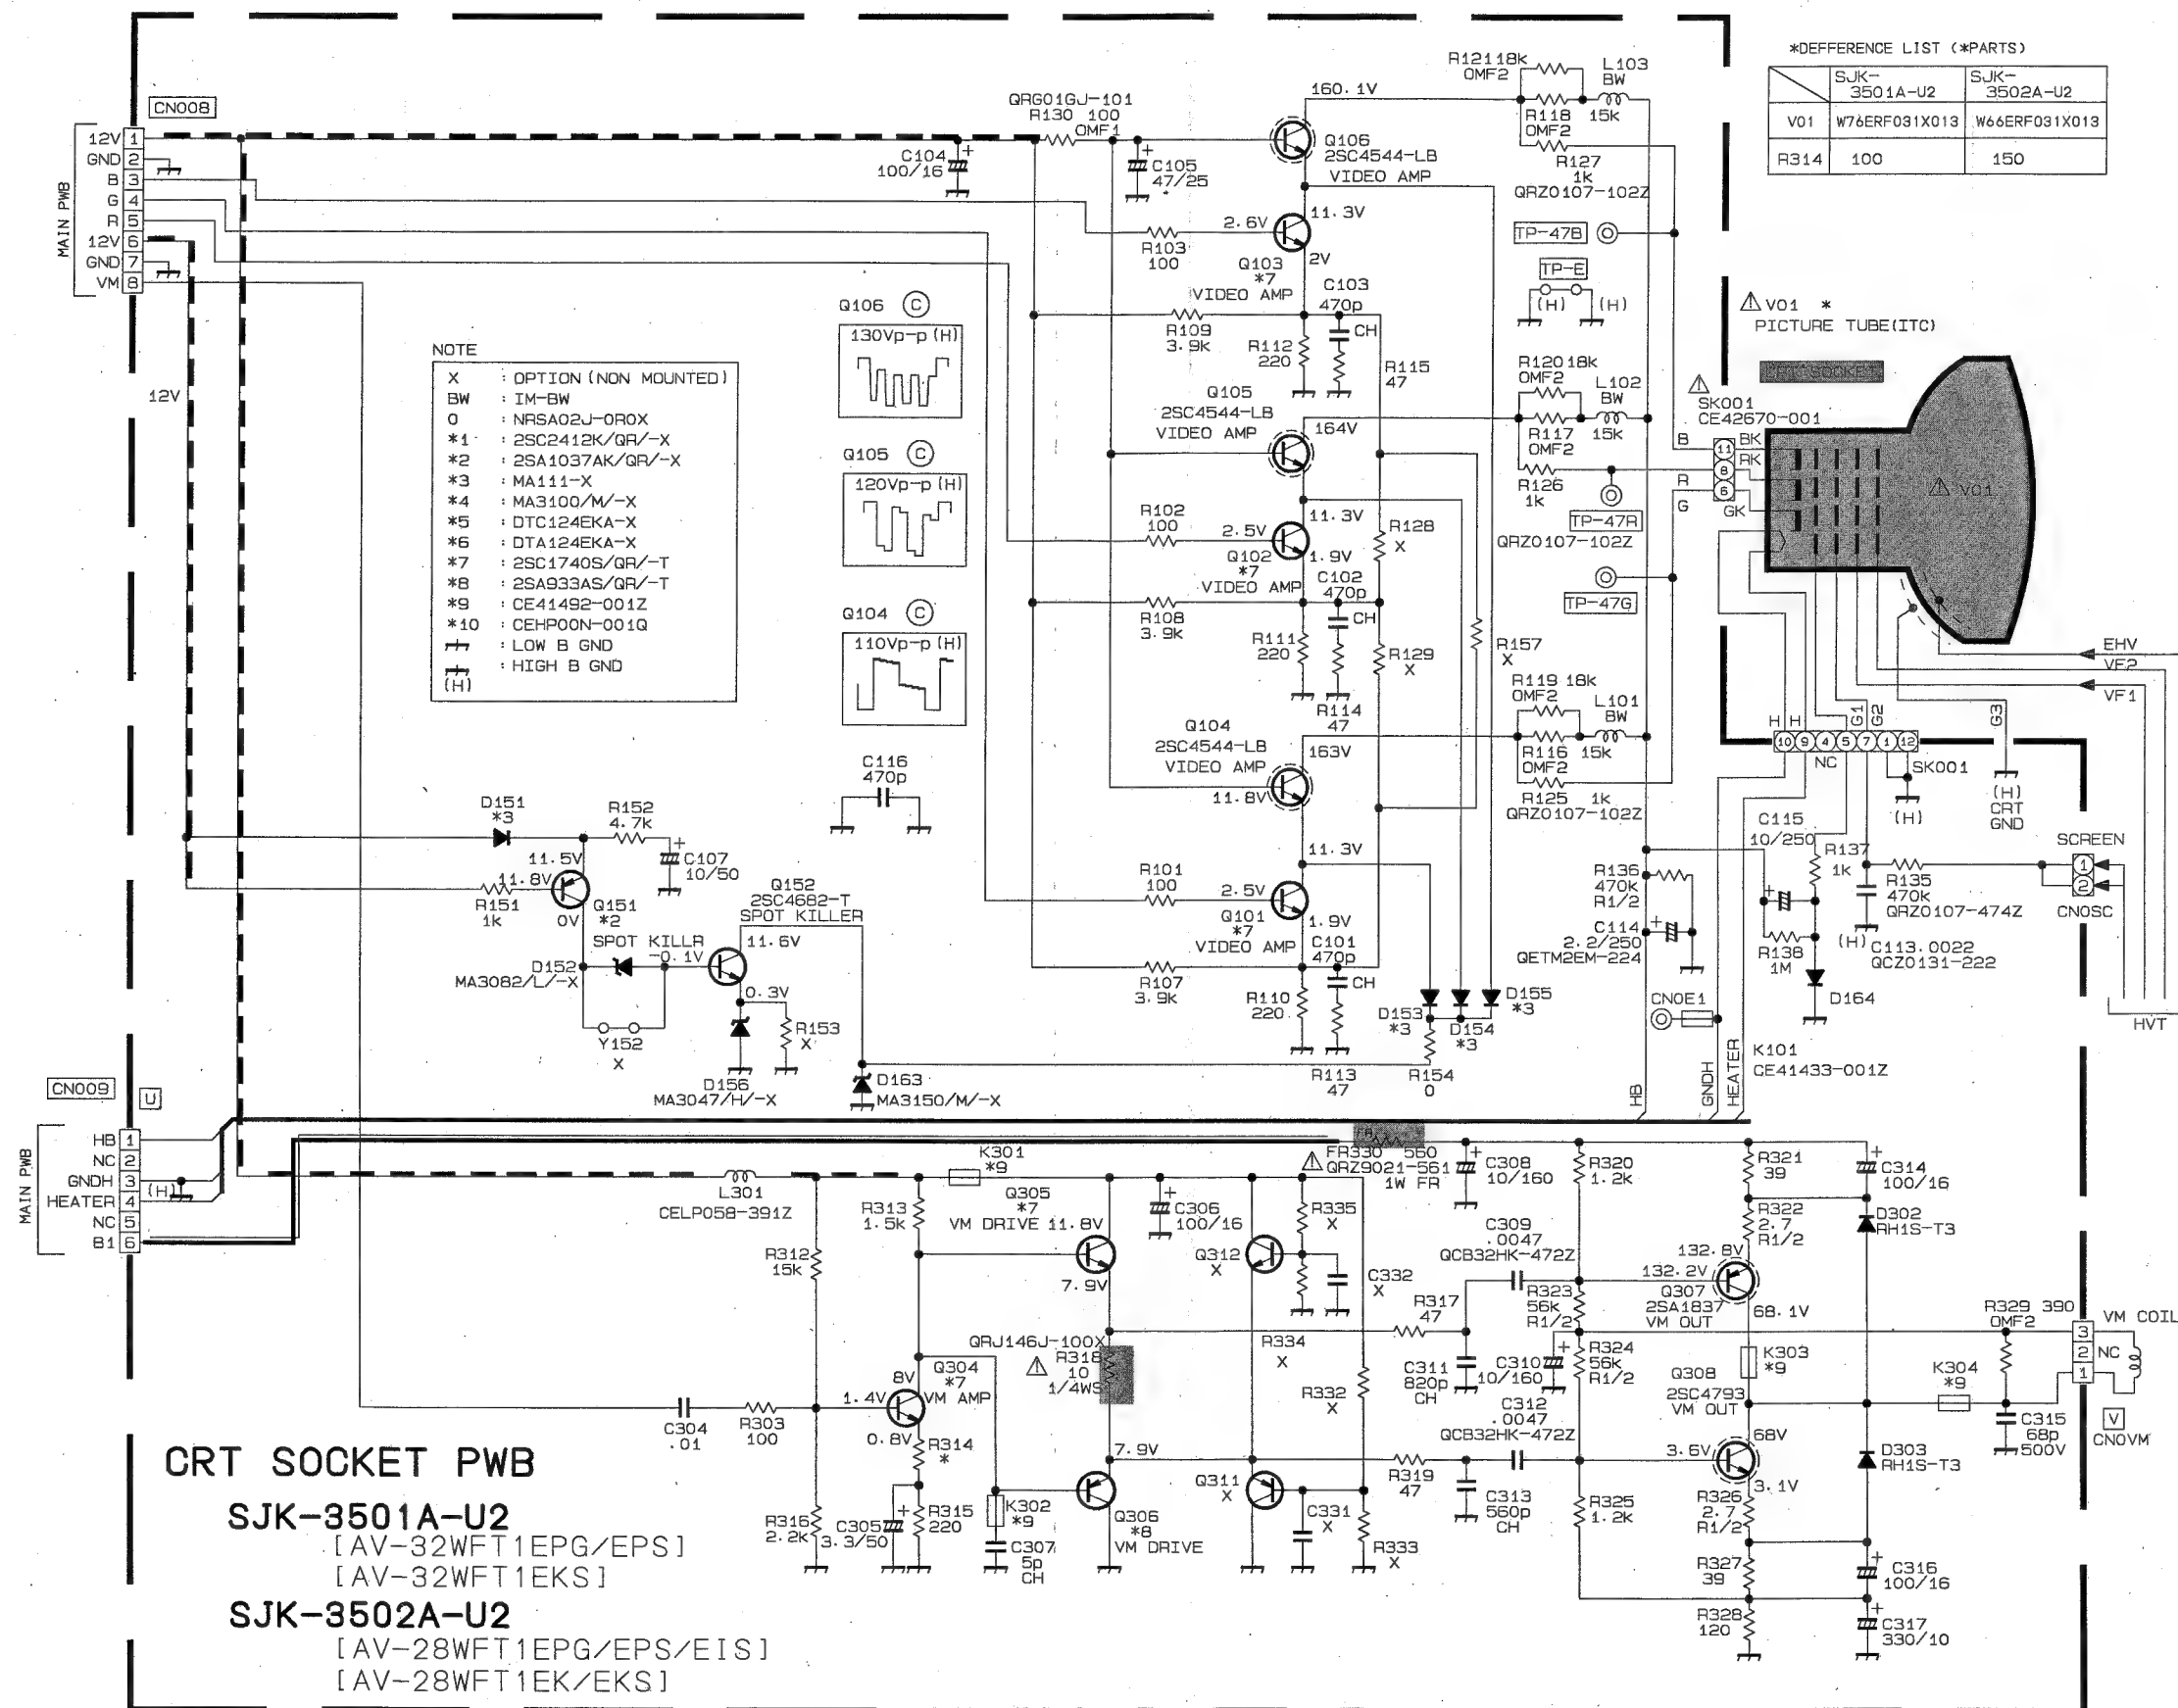 *DEFFERENCE LIST (*PARTS)
SJK-3501A-U2
SJK-3502A-U2
V01 W76ERF031X013 W66ERF031X013
R314 100 150
CN008
MAIN PWB
12V 1
GND 2
B 3
G 4
R 5
12V 6
GND 7
VM 8
12V
C104
100/16
QRG01GJ-101
R130 100
OMF1
C105
47/25
160.1V
Q106
2SC4544-LB
VIDEO AMP
R121 18k
OMF2
L103
BW
R118
OMF2
15k
R127
1k
QRZ0107-102Z
R103
100
2.6V
11.3V
Q103
*7
VIDEO AMP
2V
C103
470p
CH
TP-47B
TP-E
(H) (H)
R109
3.9k
R112
220
R115
47
NOTE
X : OPTION (NON MOUNTED)
BW : IM-BW
0 : NRSA02J-0R0X
*1 : 2SC2412K/QR/-X
*2 : 2SA1037AK/QR/-X
*3 : MA111-X
*4 : MA3100/M/-X
*5 : DTC124EKA-X
*6 : DTA124EKA-X
*7 : 2SC1740S/QR/-T
*8 : 2SA933AS/QR/-T
*9 : CE41492-001Z
*10 : CEHP00N-001Q
: LOW B GND
(H) : HIGH B GND
Q106 C
130Vp-p (H)
Q105 C
120Vp-p (H)
Q104 C
110Vp-p (H)
C116
470p
Q105
2SC4544-LB
VIDEO AMP
164V
R120 18k
OMF2
L102
BW
R117
OMF2
15k
R126
1k
TP-47R
QRZ0107-102Z
TP-47G
R102
100
2.5V
11.3V
Q102
*7
VIDEO AMP
1.9V
C102
470p
CH
R108
3.9k
R111
220
R114
47
R128
X
R129
X
R157
X
Q104
2SC4544-LB
VIDEO AMP
163V
11.8V
R119 18k
OMF2
L101
BW
R116
OMF2
15k
R125 1k
QRZ0107-102Z
R101
100
2.5V
11.3V
Q101
*7
VIDEO AMP
1.9V
C101
470p
CH
R107
3.9k
R110
220
R113
47
D153
*3
D154
*3
D155
*3
R154
0
V01 *
PICTURE TUBE(ITC)
CRT SOCKET
SK001
CE42670-001
B 11 BK
R 8 RK
G 6 GK
V01
EHV
VF2
VF1
H H G1 G2 G3
10 9 4 5 7 1 12
NC SK001
(H)
(H)
CRT
GND
C115
10/250
R137
1k
R136
470k
R1/2
C114
2.2/250
QETM2EM-224
R138
1M
R135
470k
QRZ0107-474Z
(H)
C113.0022
QCZ0131-222
SCREEN
1
2
CN0SC
D164
CN0E1
K101
CE41433-001Z
HVT
HB
GNDH
HEATER
D151
*3
R152
4.7k
C107
10/50
11.5V
11.8V
R151
1k
0V
Q151
*2
SPOT KILLR
D152
MA3082/L/-X
Y152
X
Q152
2SC4682-T
SPOT KILLER
11.6V
-0.1V
0.3V
R153
X
D156
MA3047/H/-X
D163
MA3150/M/-X
CN009
U
MAIN PWB
HB 1
NC 2
GNDH 3
HEATER 4
NC 5
B1 6
(H)
L301
CELP058-391Z
K301
*9
R313
1.5k
R312
15k
Q305
*7
VM DRIVE 11.8V
7.9V
C306
100/16
Q312
X
R335
X
C332
X
R334
X
FR
FR330 560
QRZ9021-561
1W FR
C308
10/160
R320
1.2k
R321
39
C314
100/16
R322
2.7
R1/2
D302
RH1S-T3
C309
.0047
QCB32HK-472Z
132.8V
132.2V
Q307
2SA1837
VM OUT
68.1V
R323
56k
R1/2
R317
47
R329 390
OMF2
VM COIL
3
2 NC
1
QRJ146J-100X
R318
10
1/4WS
8V
Q304
*7
VM AMP
1.4V
0.8V
C304
.01
R303
100
R314
*
R315
220
R316
2.2k
C305
3.3/50
K302
*9
C307
5p
CH
7.9V
Q306
*8
VM DRIVE
Q311
X
R332
X
C331
X
R333
X
C311
820p
CH
C310
10/160
R324
56k
R1/2
C312
.0047
QCB32HK-472Z
R319
47
C313
560p
CH
R325
1.2k
K303
*9
Q308
2SC4793
VM OUT
68V
3.6V
3.1V
R326
2.7
R1/2
R327
39
R328
120
K304
*9
D303
RH1S-T3
C315
68p
500V
V
CN0VM
C316
100/16
C317
330/10
CRT SOCKET PWB
SJK-3501A-U2
[AV-32WFT1EPG/EPS]
[AV-32WFT1EKS]
SJK-3502A-U2
[AV-28WFT1EPG/EPS/EIS]
[AV-28WFT1EK/EKS]